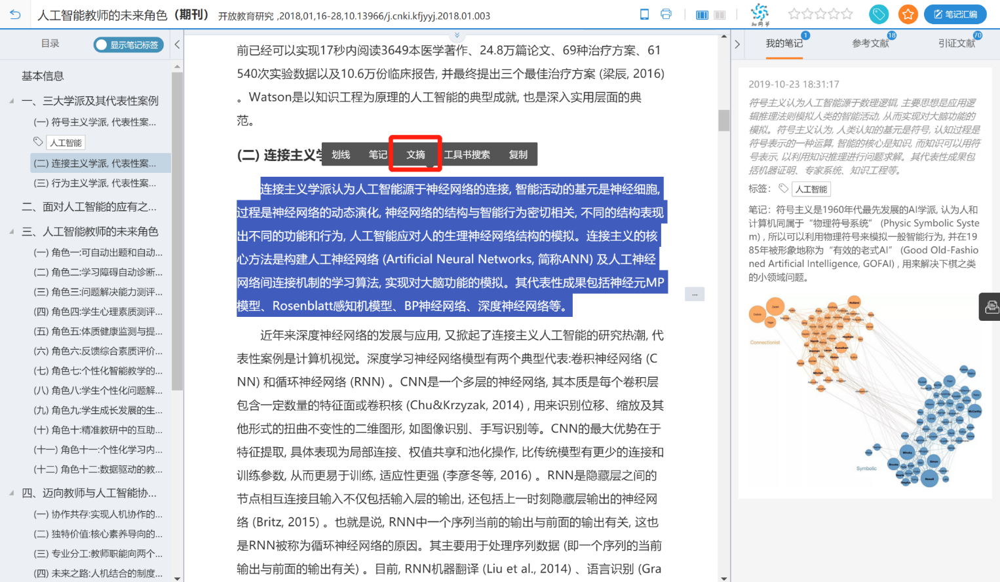 人工智能教师的未来角色（期刊） 开放教育研究 ,2018,01,16-28,10.13966/j.cnki.kfjyyj.2018.01.003
知网节
笔记汇编
目录
显示笔记标签
基本信息
一、三大学派及其代表性案例
(一) 符号主义学派, 代表性案...
人工智能
(二) 连接主义学派, 代表性案...
(三) 行为主义学派, 代表性案...
二、面对人工智能的应有之...
三、人工智能教师的未来角色
(一) 角色一:可自动出题和自动...
(二) 角色二:学习障碍自动诊断...
(三) 角色三:问题解决能力测评...
(四) 角色四:学生心理素质测评...
(五) 角色五:体质健康监测与提...
(六) 角色六:反馈综合素质评价...
(七) 角色七:个性化智能教学的...
(八) 角色八:学生个性化问题解...
(九) 角色九:学生成长发展的生...
(十) 角色十:精准教研中的互助...
(十一) 角色十一:个性化学习内...
(十二) 角色十二:数据驱动的教...
四、迈向教师与人工智能协...
(一) 协作共存:实现人机协作的...
(二) 独特价值:核心素养导向的...
(三) 专业分工:教师职能向两个...
(四) 未来之路:人机结合的制度...
前已经可以实现17秒内阅读3649本医学著作、24.8万篇论文、69种治疗方案、61
540次实验数据以及10.6万份临床报告, 并最终提出三个最佳治疗方案 (梁辰, 2016)
。Watson是以知识工程为原理的人工智能的典型成就, 也是深入实用层面的典
范。
(二) 连接主义学
划线 笔记 文摘 工具书搜索 复制
连接主义学派认为人工智能源于神经网络的连接, 智能活动的基元是神经细胞,
过程是神经网络的动态演化, 神经网络的结构与智能行为密切相关, 不同的结构表现
出不同的功能和行为, 人工智能应对人的生理神经网络结构的模拟。连接主义的核
心方法是构建人工神经网络 (Artificial Neural Networks, 简称ANN) 及人工神经
网络间连接机制的学习算法, 实现对大脑功能的模拟。其代表性成果包括神经元MP
模型、Rosenblatt感知机模型、BP神经网络、深度神经网络等。
...
近年来深度神经网络的发展与应用, 又掀起了连接主义人工智能的研究热潮, 代
表性案例是计算机视觉。深度学习神经网络模型有两个典型代表:卷积神经网络 (C
NN) 和循环神经网络 (RNN) 。CNN是一个多层的神经网络, 其本质是每个卷积层
包含一定数量的特征面或卷积核 (Chu&Krzyzak, 2014) , 用来识别位移、缩放及其
他形式的扭曲不变性的二维图形, 如图像识别、手写识别等。CNN的最大优势在于
特征提取, 具体表现为局部连接、权值共享和池化操作, 比传统模型有更少的连接和
训练参数, 从而更易于训练, 适应性更强 (李彦冬等, 2016) 。RNN是隐藏层之间的
节点相互连接且输入不仅包括输入层的输出, 还包括上一时刻隐藏层输出的神经网
络 (Britz, 2015) 。也就是说, RNN中一个序列当前的输出与前面的输出有关, 这也
是RNN被称为循环神经网络的原因。其主要用于处理序列数据 (即一个序列的当前
输出与前面的输出有关) 。目前, RNN机器翻译 (Liu et al., 2014) 、语言识别 (Gra
我的笔记 1
参考文献 18
引证文献 70
2019-10-23 18:31:17
符号主义认为人工智能源于数理逻辑, 主要思想是应用逻
辑推理法则模拟人类的智能活动, 从而实现对大脑功能的
模拟。符号主义认为, 人类认知的基元是符号, 认知过程是
符号表示的一种运算, 智能的核心是知识, 而知识可以用符
号表示, 以利用知识推理进行问题求解。其代表性成果包
括机器证明、专家系统、知识工程等。
标签： 人工智能
笔记：符号主义是1960年代最先发展的AI学派, 认为人和
计算机同属于“物理符号系统” (Physic Symbolic Syste
m) , 所以可以利用物理符号来模拟一般智能行为, 并在19
85年被形象地称为“有效的老式AI” (Good Old-Fashio
ned Artificial Intelligence, GOFAI) , 用来解决下棋之类
的小领域问题。
Connectionist
Symbolic